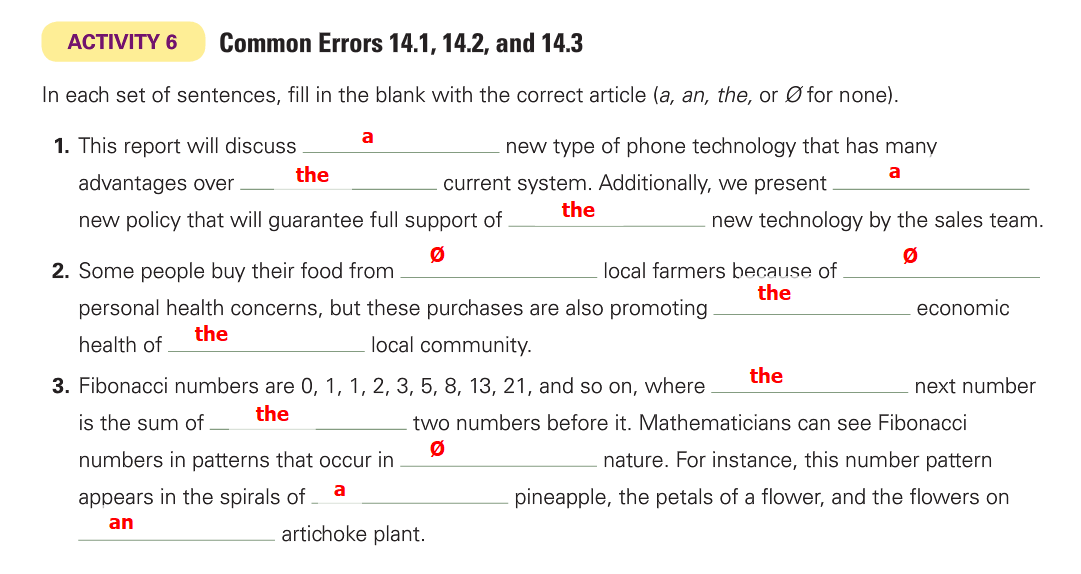 ACTIVITY 6 Common Errors 14.1, 14.2, and 14.3
In each set of sentences, fill in the blank with the correct article (a, an, the, or Ø for none).
1. This report will discuss a new type of phone technology that has many
advantages over the current system. Additionally, we present a
new policy that will guarantee full support of the new technology by the sales team.
2. Some people buy their food from Ø local farmers because of Ø
personal health concerns, but these purchases are also promoting the economic
health of the local community.
3. Fibonacci numbers are 0, 1, 1, 2, 3, 5, 8, 13, 21, and so on, where the next number
is the sum of the two numbers before it. Mathematicians can see Fibonacci
numbers in patterns that occur in Ø nature. For instance, this number pattern
appears in the spirals of a pineapple, the petals of a flower, and the flowers on
an artichoke plant.